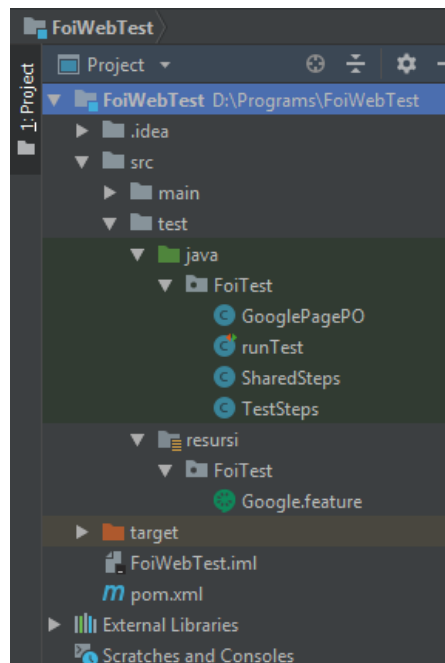 FoiWebTest
1: Project
Project
FoiWebTest D:\Programs\FoiWebTest
.idea
src
main
test
java
FoiTest
GooglePagePO
runTest
SharedSteps
TestSteps
resursi
FoiTest
Google.feature
target
FoiWebTest.iml
pom.xml
External Libraries
Scratches and Consoles